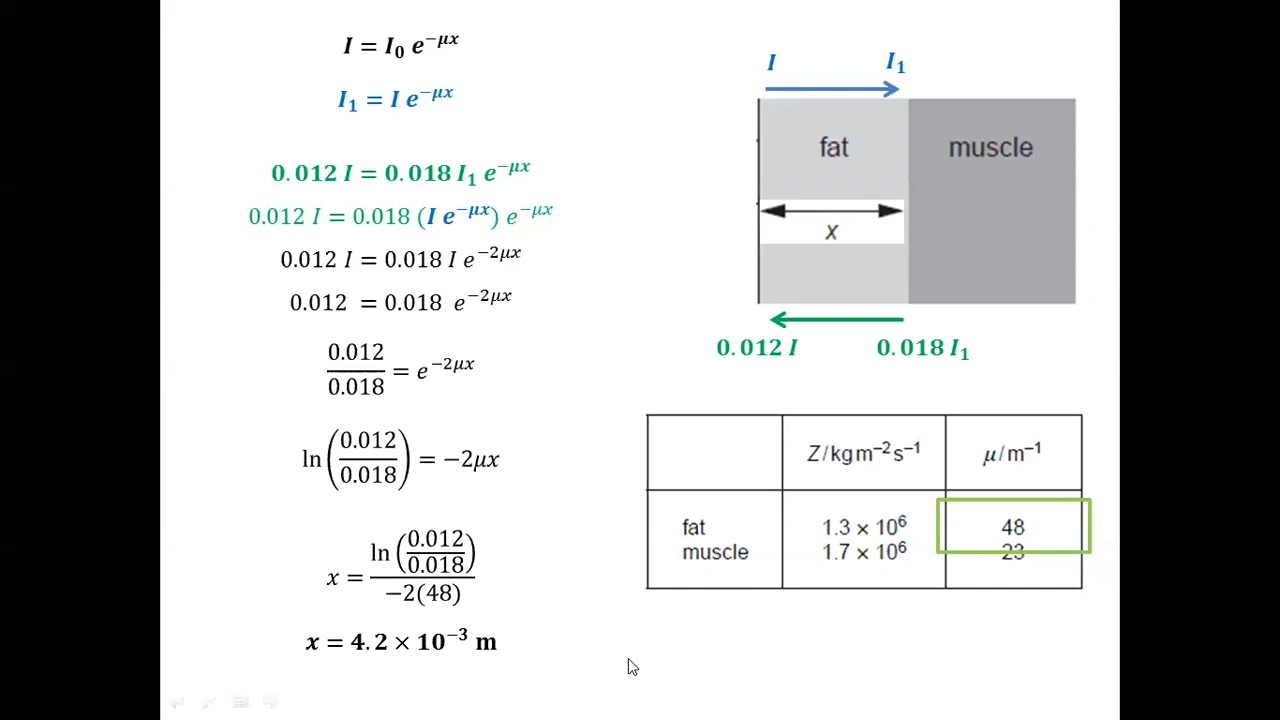 I = I₀ e^{−μx}
I₁ = I e^{−μx}
0.012 I = 0.018 I₁ e^{−μx}
0.012 I = 0.018 (I e^{−μx}) e^{−μx}
0.012 I = 0.018 I e^{−2μx}
0.012 = 0.018 e^{−2μx}
0.012/0.018 = e^{−2μx}
ln(0.012/0.018) = −2μx
x = ln(0.012/0.018)/−2(48)
x = 4.2 × 10⁻³ m
I I₁
fat muscle
x
0.012 I 0.018 I₁
Z/kg m⁻² s⁻¹ μ/m⁻¹
fat 1.3 × 10⁶ 48
muscle 1.7 × 10⁶ 23